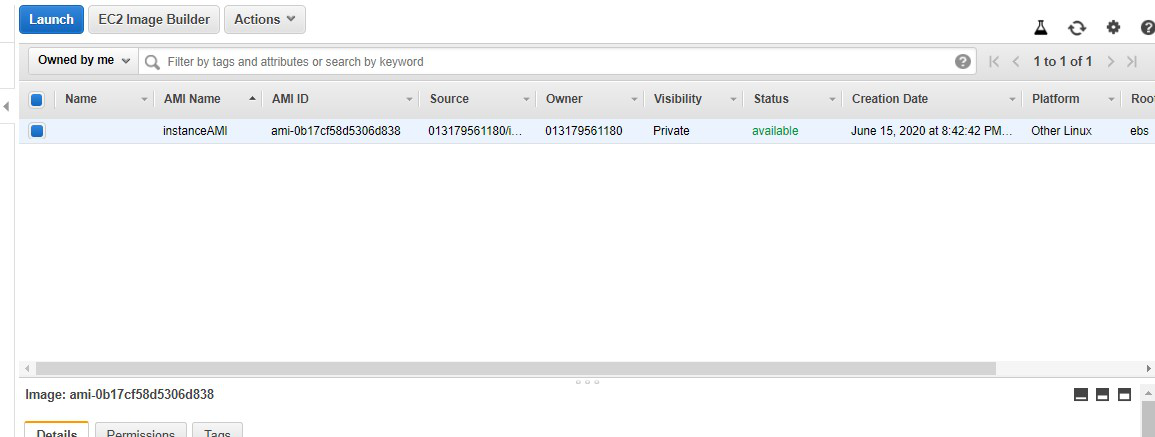 Launch EC2 Image Builder Actions
Owned by me Filter by tags and attributes or search by keyword 1 to 1 of 1
Name AMI Name AMI ID Source Owner Visibility Status Creation Date Platform Roo
instanceAMI ami-0b17cf58d5306d838 013179561180/i... 013179561180 Private available June 15, 2020 at 8:42:42 PM... Other Linux ebs
Image: ami-0b17cf58d5306d838
Details Permissions Tags